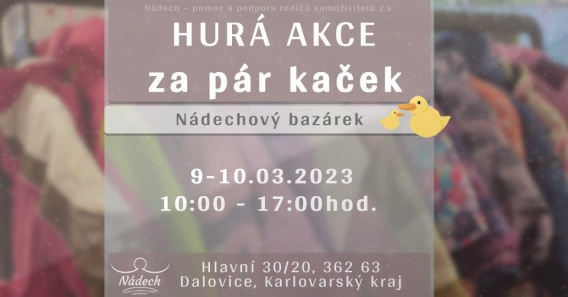 Nádech - pomoc a podpora rodičů samoživitelů z.s.
HURÁ AKCE
za pár kaček
Nádechový bazárek
9-10.03.2023
10:00 - 17:00hod.
Hlavní 30/20, 362 63
Dalovice, Karlovarský kraj
Nádech